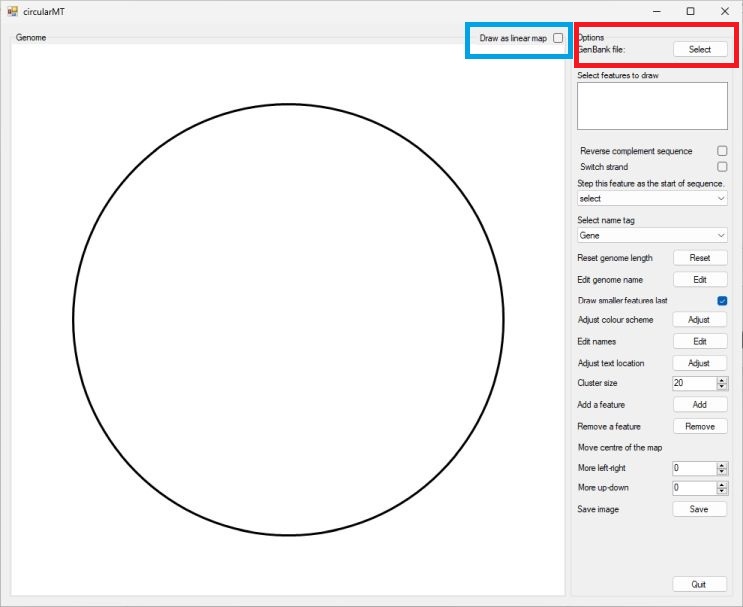 circularMT
Genome
Draw as linear map
Options
GenBank file:
Select
Select features to draw
Reverse complement sequence
Switch strand
Step this feature as the start of sequence.
select
Select name tag
Gene
Reset genome length
Reset
Edit genome name
Edit
Draw smaller features last
Adjust colour scheme
Adjust
Edit names
Edit
Adjust text location
Adjust
Cluster size
20
Add a feature
Add
Remove a feature
Remove
Move centre of the map
More left-right
0
More up-down
0
Save image
Save
Quit